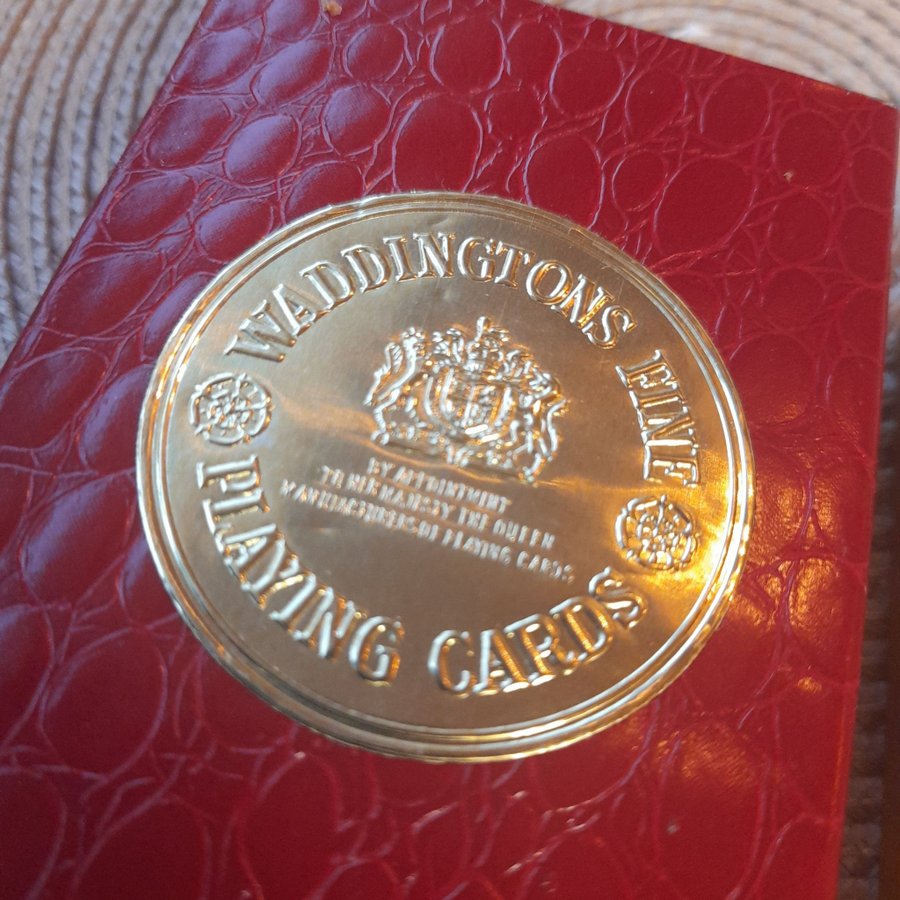 WADDINGTONS FINE
BY APPOINTMENT
TO HER MAJESTY THE QUEEN
MANUFACTURERS OF PLAYING CARDS
PLAYING CARDS